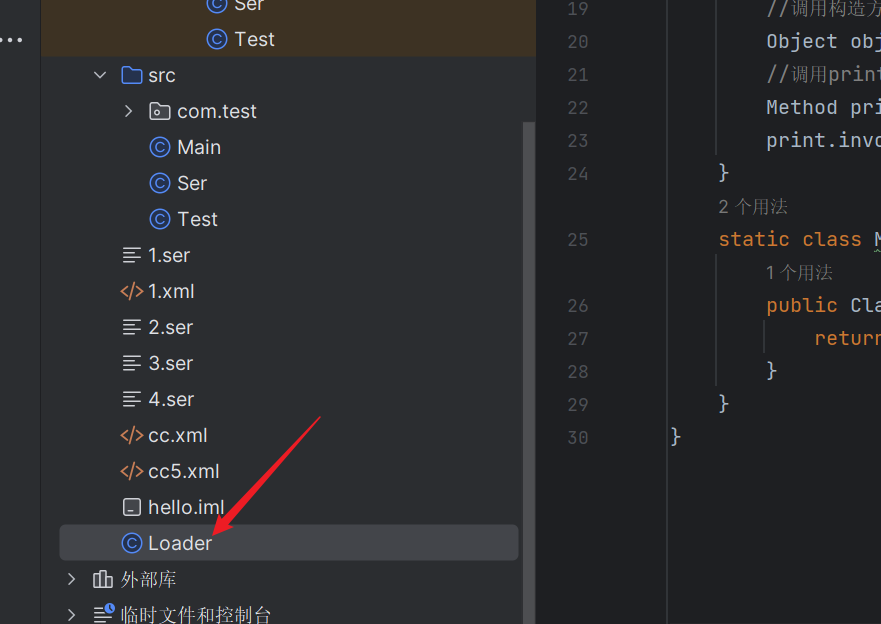 Ser
Test
src
com.test
Main
Ser
Test
1.ser
1.xml
2.ser
3.ser
4.ser
cc.xml
cc5.xml
hello.iml
Loader
外部库
临时文件和控制台
19 //调用构造方
20 Object obj
21 //调用print
22 Method pri
23 print.invo
24 }
2 个用法
25 static class M
1 个用法
26 public Cla
27 return
28 }
29 }
30 }